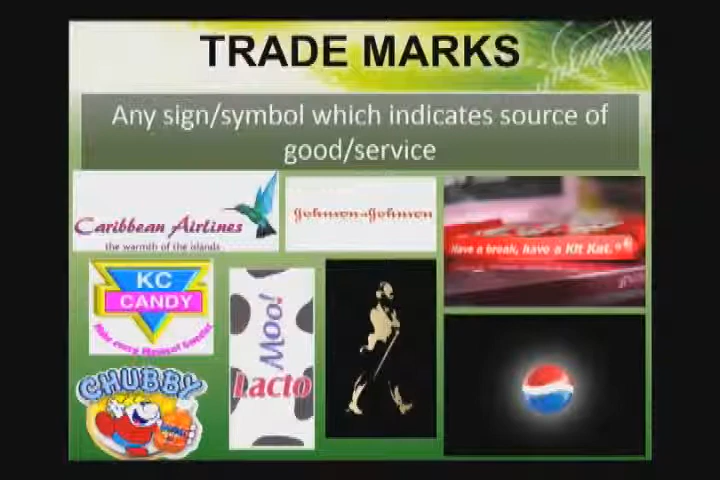 TRADE MARKS
Any sign/symbol which indicates source of
good/service
Caribbean Airlines
the warmth of the islands
Johnson & Johnson
Have a break, have a Kit Kat.
KC
CANDY
Moo!
Lacto
CHUBBY